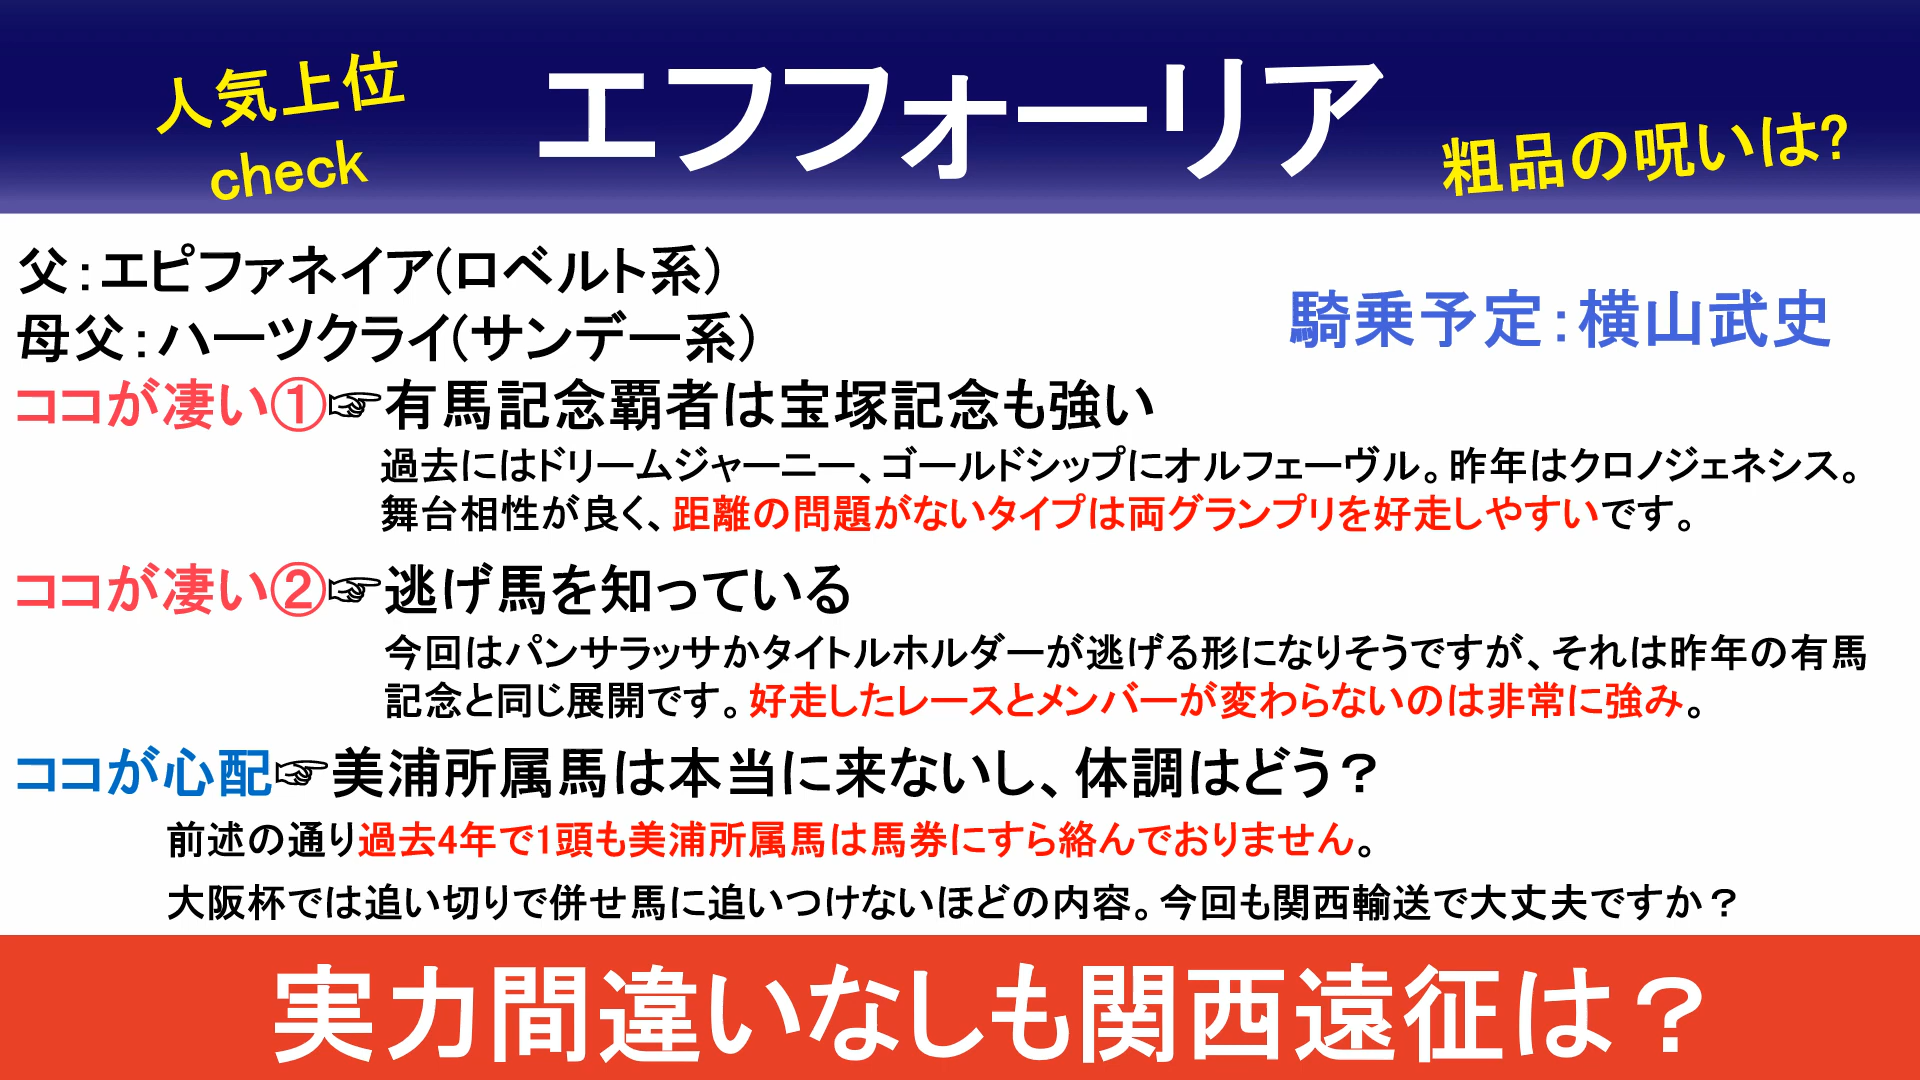 人気上位
check
エフフォーリア
粗品の呪いは?
父：エピファネイア(ロベルト系)
母父：ハーツクライ(サンデー系)
騎乗予定：横山武史
ココが凄い①☞有馬記念覇者は宝塚記念も強い
過去にはドリームジャーニー、ゴールドシップにオルフェーヴル。昨年はクロノジェネシス。
舞台相性が良く、距離の問題がないタイプは両グランプリを好走しやすいです。
ココが凄い②☞逃げ馬を知っている
今回はパンサラッサかタイトルホルダーが逃げる形になりそうですが、それは昨年の有馬
記念と同じ展開です。好走したレースとメンバーが変わらないのは非常に強み。
ココが心配☞美浦所属馬は本当に来ないし、体調はどう？
前述の通り過去4年で1頭も美浦所属馬は馬券にすら絡んでおりません。
大阪杯では追い切りで併せ馬に追いつけないほどの内容。今回も関西輸送で大丈夫ですか？
実力間違いなしも関西遠征は？